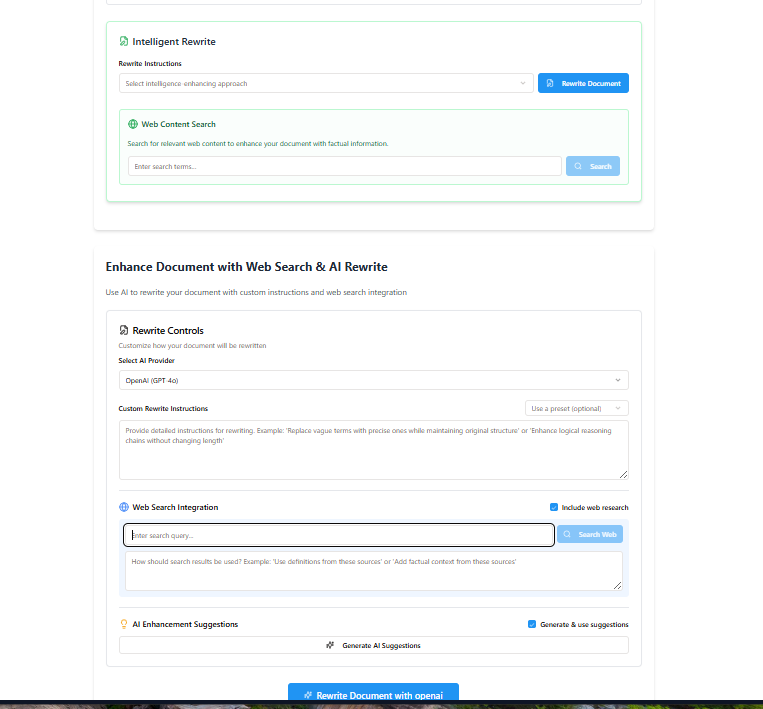 Intelligent Rewrite
Rewrite Instructions
Select intelligence-enhancing approach
Rewrite Document
Web Content Search
Search for relevant web content to enhance your document with factual information.
Enter search terms...
Search
Enhance Document with Web Search & AI Rewrite
Use AI to rewrite your document with custom instructions and web search integration
Rewrite Controls
Customize how your document will be rewritten
Select AI Provider
OpenAI (GPT-4o)
Custom Rewrite Instructions
Use a preset (optional)
Provide detailed instructions for rewriting. Example: 'Replace vague terms with precise ones while maintaining original structure' or 'Enhance logical reasoning
chains without changing length'
Web Search Integration
Include web research
Enter search query...
Search Web
How should search results be used? Example: 'Use definitions from these sources' or 'Add factual context from these sources'
AI Enhancement Suggestions
Generate & use suggestions
Generate AI Suggestions
Rewrite Document with openai